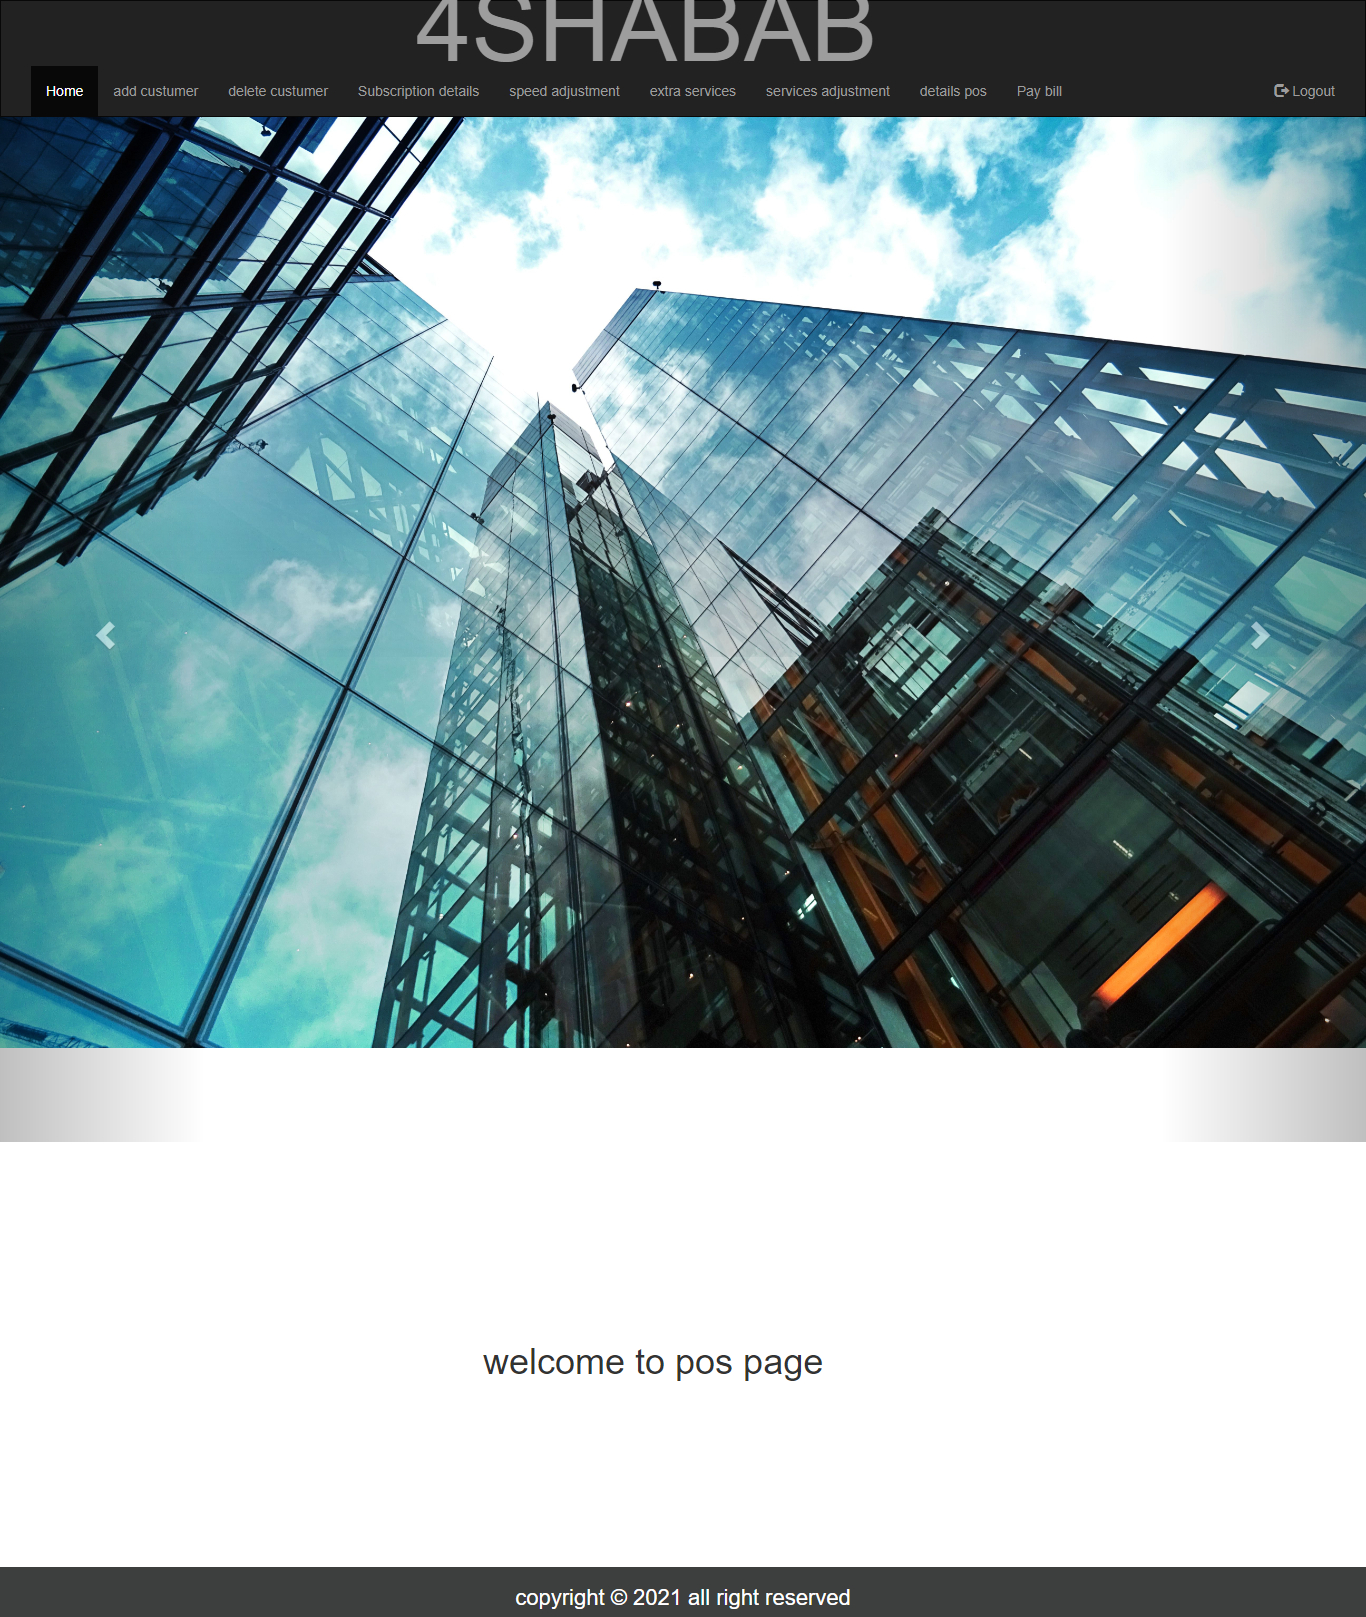 4SHABAB
Home add custumer delete custumer Subscription details speed adjustment extra services services adjustment details pos Pay bill Logout
welcome to pos page
copyright © 2021 all right reserved